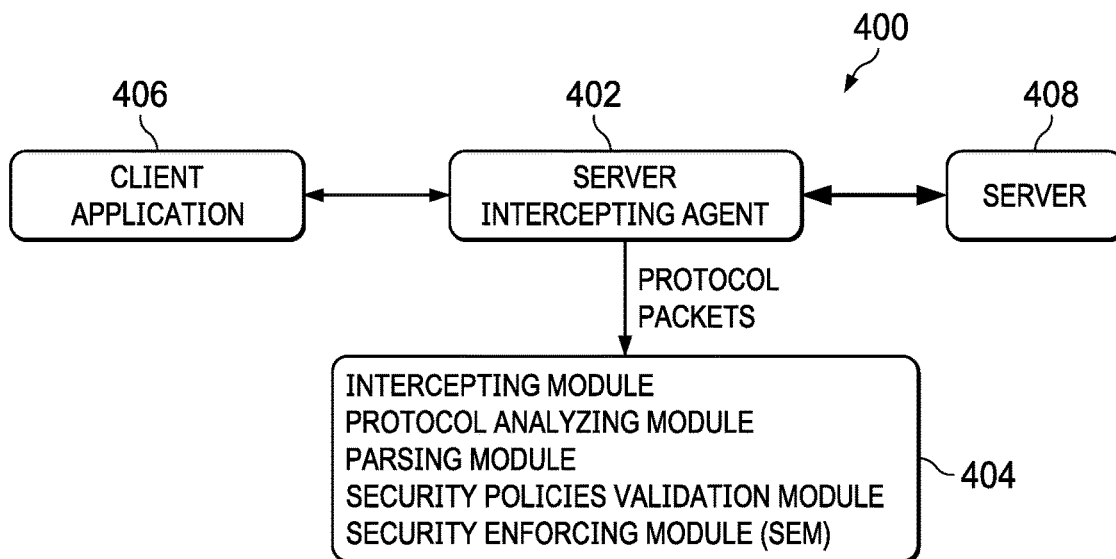 400
406
402
408
CLIENT
APPLICATION
SERVER
INTERCEPTING AGENT
SERVER
PROTOCOL
PACKETS
INTERCEPTING MODULE
PROTOCOL ANALYZING MODULE
PARSING MODULE
SECURITY POLICIES VALIDATION MODULE
SECURITY ENFORCING MODULE (SEM)
404